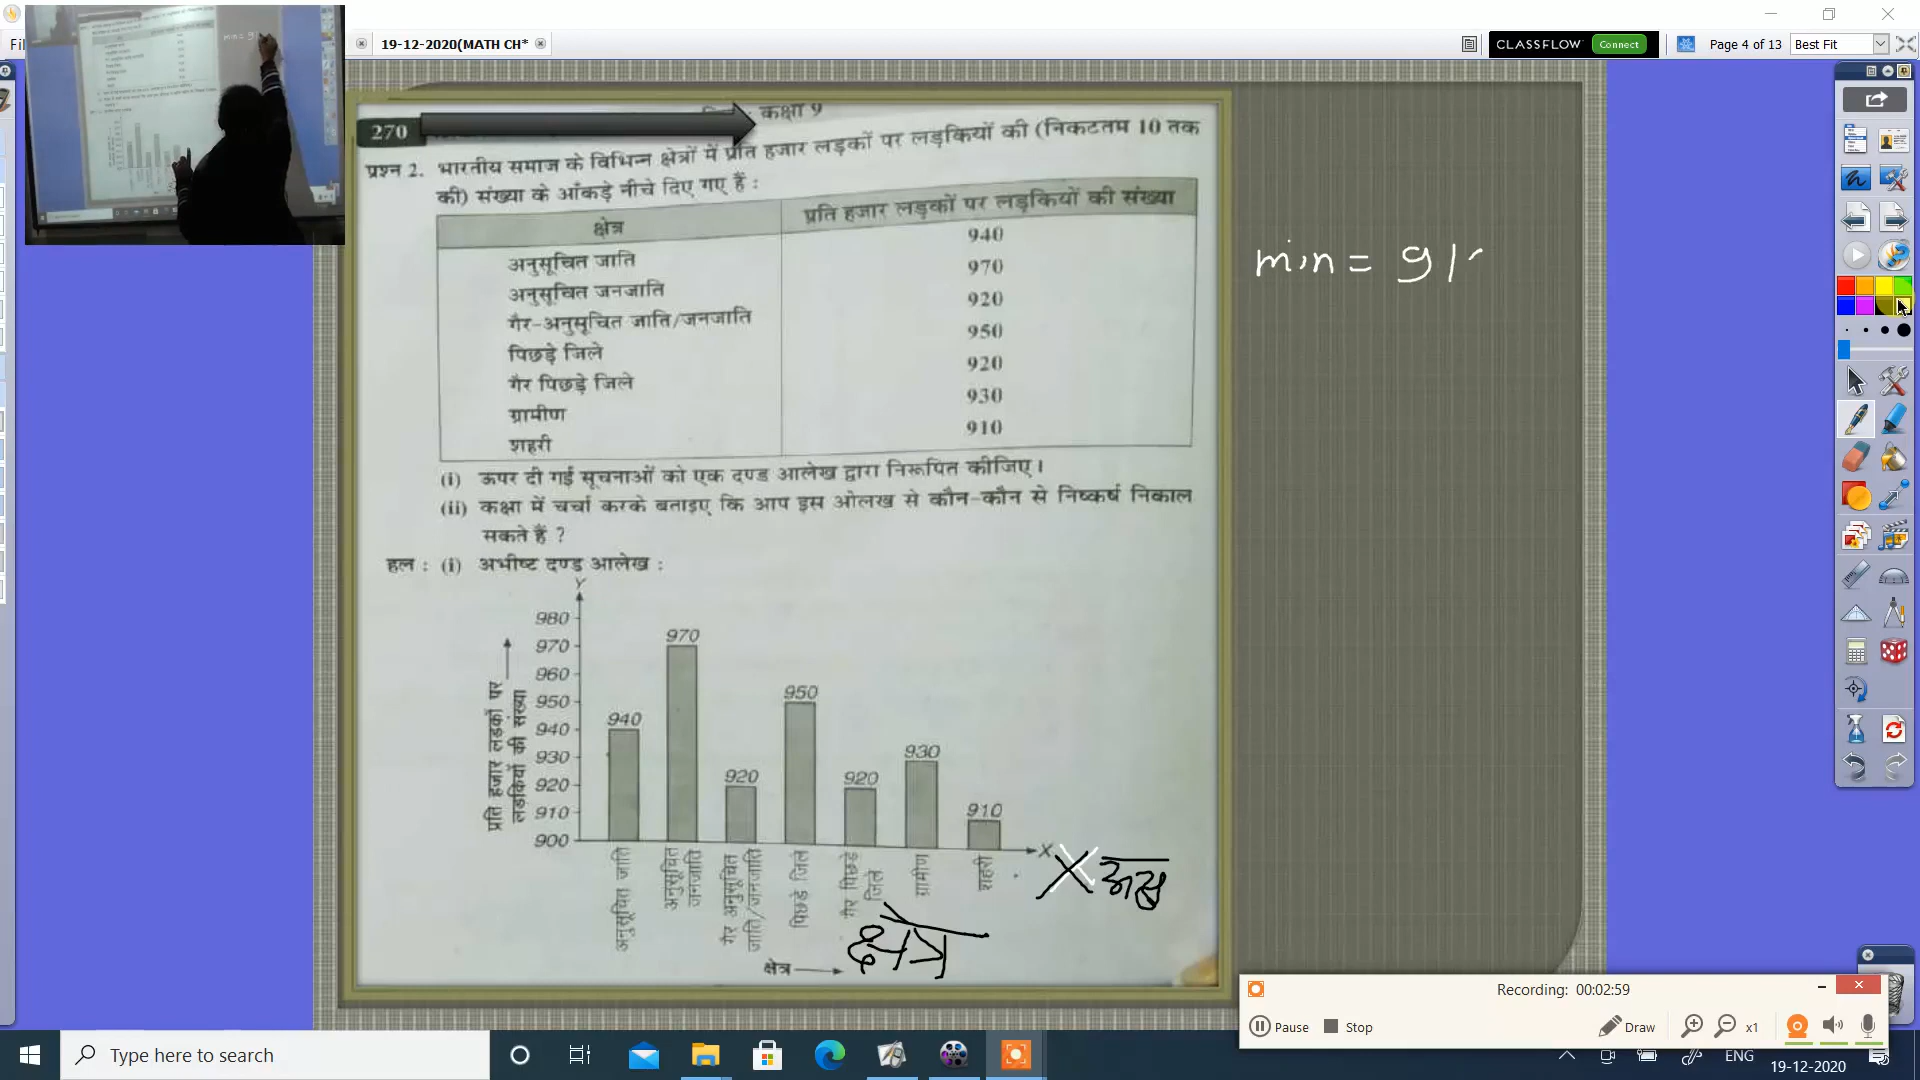 Fil
19-12-2020(MATH CH*
CLASSFLOW Connect
Page 4 of 13
Best Fit
कक्षा 9
270
प्रश्न 2. भारतीय समाज के विभिन्न क्षेत्रों में प्रति हजार लड़कों पर लड़कियों की (निकटतम 10 तक
की) संख्या के आँकड़े नीचे दिए गए हैं :
क्षेत्र प्रति हजार लड़कों पर लड़कियों की संख्या
अनुसूचित जाति 940
अनुसूचित जनजाति 970
गैर-अनुसूचित जाति/जनजाति 920
पिछड़े जिले 950
गैर पिछड़े जिले 920
ग्रामीण 930
शहरी 910
min = 91
(i) ऊपर दी गई सूचनाओं को एक दण्ड आलेख द्वारा निरूपित कीजिए।
(ii) कक्षा में चर्चा करके बताइए कि आप इस ओलख से कौन-कौन से निष्कर्ष निकाल
सकते हैं ?
हल : (i) अभीष्ट दण्ड आलेख :
Y
980
970
960
950
940
930
920
910
900
प्रति हजार लड़कों पर
लड़कियों की संख्या
940
970
920
950
920
930
910
X
अनुसूचित जाति
अनुसूचित
जनजाति
गैर अनुसूचित
जाति/जनजाति
पिछड़े जिले
गैर पिछड़े
जिले
ग्रामीण
शहरी
X अक्ष
क्षेत्र
क्षेत्र
Recording: 00:02:59
Pause Stop Draw x1
Type here to search
ENG
19-12-2020